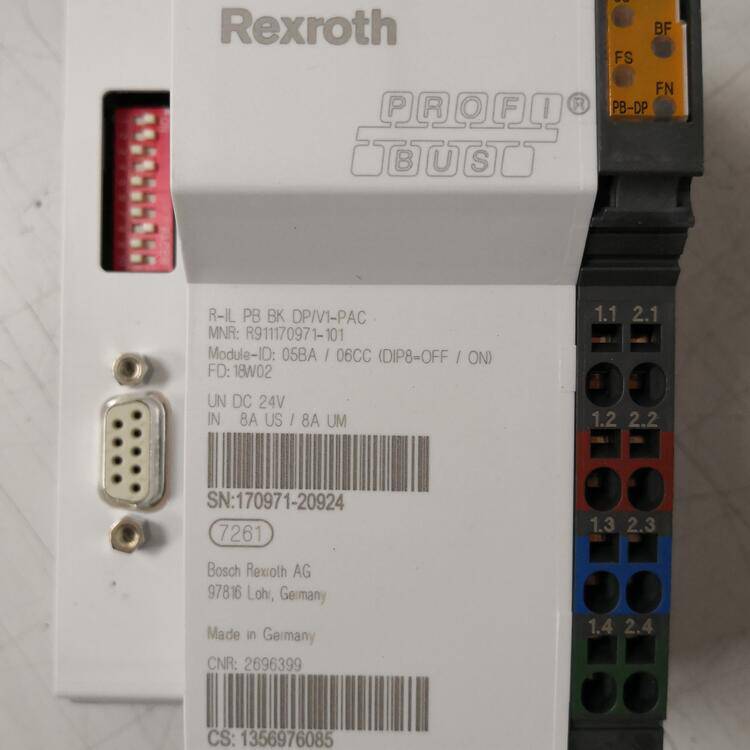 Rexroth
BF
FS
FN
PB-DP
PROFI®
BUS
R-IL PB BK DP/V1-PAC
MNR: R911170971-101
Module-ID: 05BA / 06CC (DIP8=OFF / ON)
FD: 18W02
UN DC 24V
IN 8A US / 8A UM
SN:170971-20924
7261
Bosch Rexroth AG
97816 Lohr, Germany
Made in Germany
CNR: 2696399
CS: 1356976085
1.1 2.1
1.2 2.2
1.3 2.3
1.4 2.4